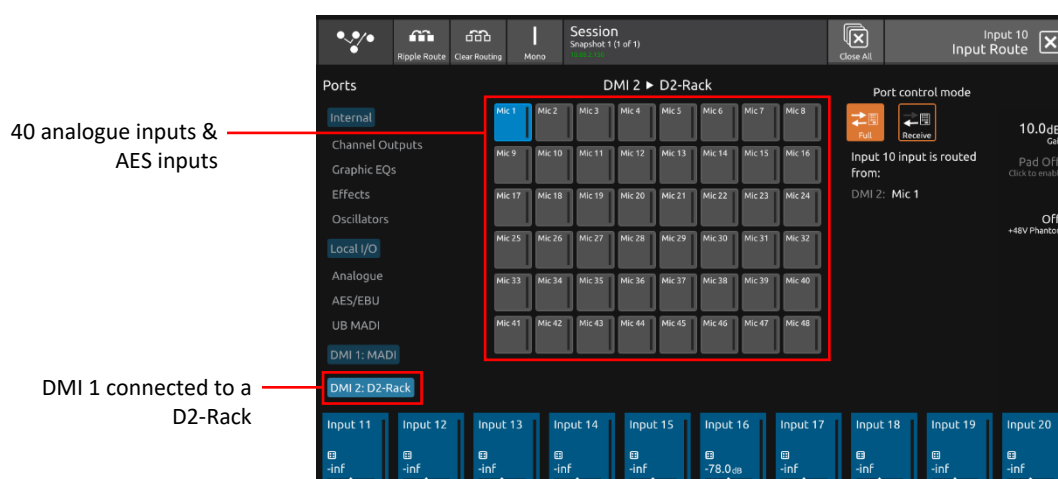 Ripple Route
Clear Routing
Mono
Session
Snapshot 1 (1 of 1)
Close All
Input 10
Input Route
Ports
DMI 2 ► D2-Rack
Port control mode
Internal
Channel Outputs
Graphic EQs
Effects
Oscillators
Local I/O
Analogue
AES/EBU
UB MADI
DMI 1: MADI
DMI 2: D2-Rack
Mic 1 Mic 2 Mic 3 Mic 4 Mic 5 Mic 6 Mic 7 Mic 8
Mic 9 Mic 10 Mic 11 Mic 12 Mic 13 Mic 14 Mic 15 Mic 16
Mic 17 Mic 18 Mic 19 Mic 20 Mic 21 Mic 22 Mic 23 Mic 24
Mic 25 Mic 26 Mic 27 Mic 28 Mic 29 Mic 30 Mic 31 Mic 32
Mic 33 Mic 34 Mic 35 Mic 36 Mic 37 Mic 38 Mic 39 Mic 40
Mic 41 Mic 42 Mic 43 Mic 44 Mic 45 Mic 46 Mic 47 Mic 48
Full
Receive
Input 10 input is routed
from:
DMI 2: Mic 1
10.0dB
Gai
Pad Off
Click to enabl
Off
+48V Phantom
40 analogue inputs &
AES inputs
DMI 1 connected to a
D2-Rack
Input 11 Input 12 Input 13 Input 14 Input 15 Input 16 Input 17 Input 18 Input 19 Input 20
-inf -inf -inf -inf -inf -78.0dB -inf -inf -inf -inf